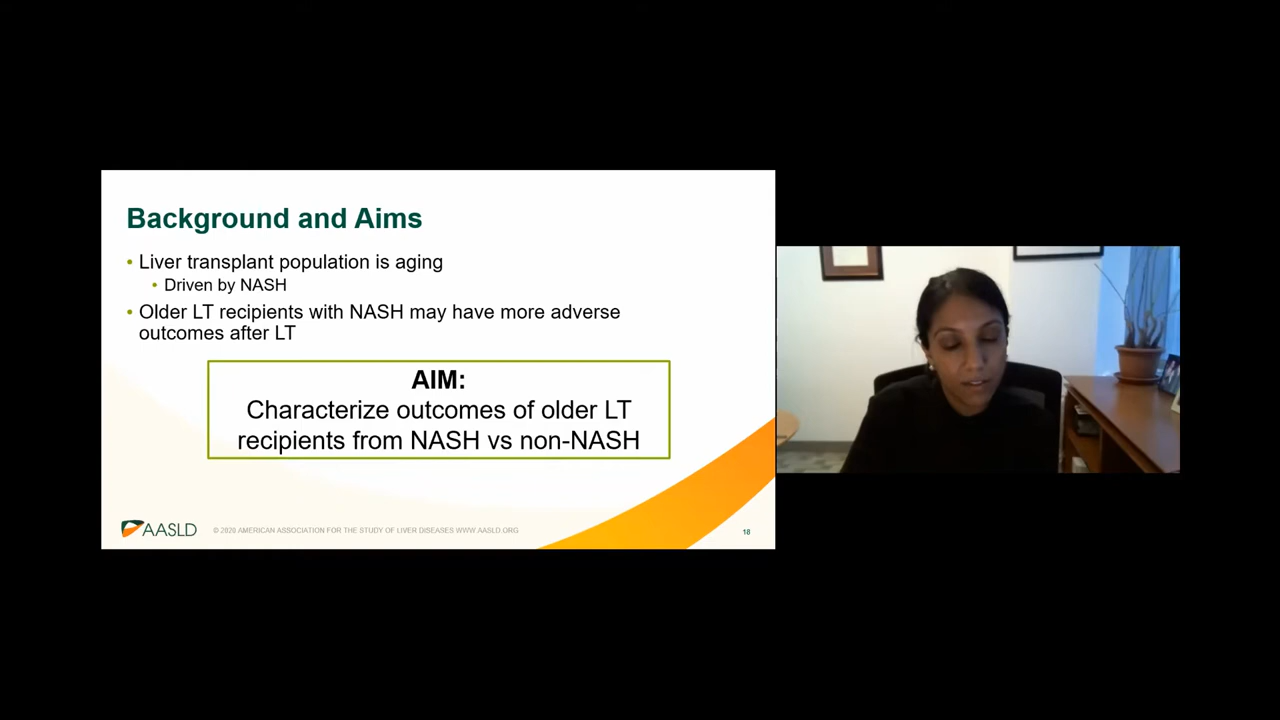 Background and Aims
• Liver transplant population is aging
• Driven by NASH
• Older LT recipients with NASH may have more adverse
outcomes after LT
AIM:
Characterize outcomes of older LT
recipients from NASH vs non-NASH
AASLD
© 2020 AMERICAN ASSOCIATION FOR THE STUDY OF LIVER DISEASES WWW.AASLD.ORG
18